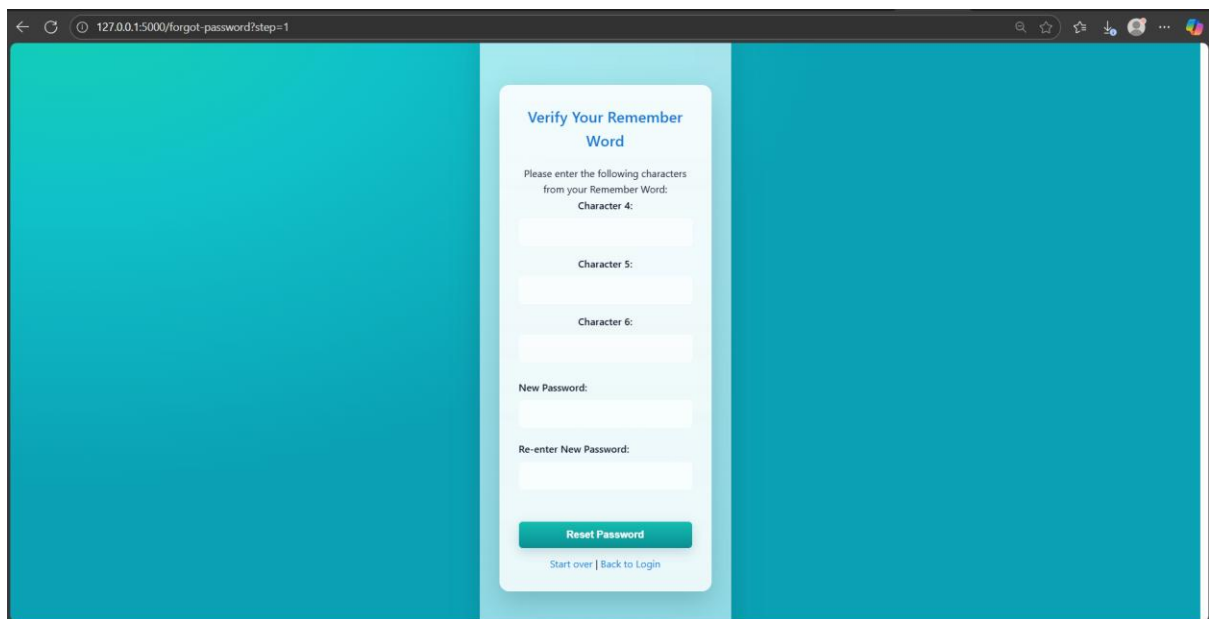 127.0.0.1:5000/forgot-password?step=1
Verify Your Remember
Word
Please enter the following characters
from your Remember Word:
Character 4:
Character 5:
Character 6:
New Password:
Re-enter New Password:
Reset Password
Start over | Back to Login